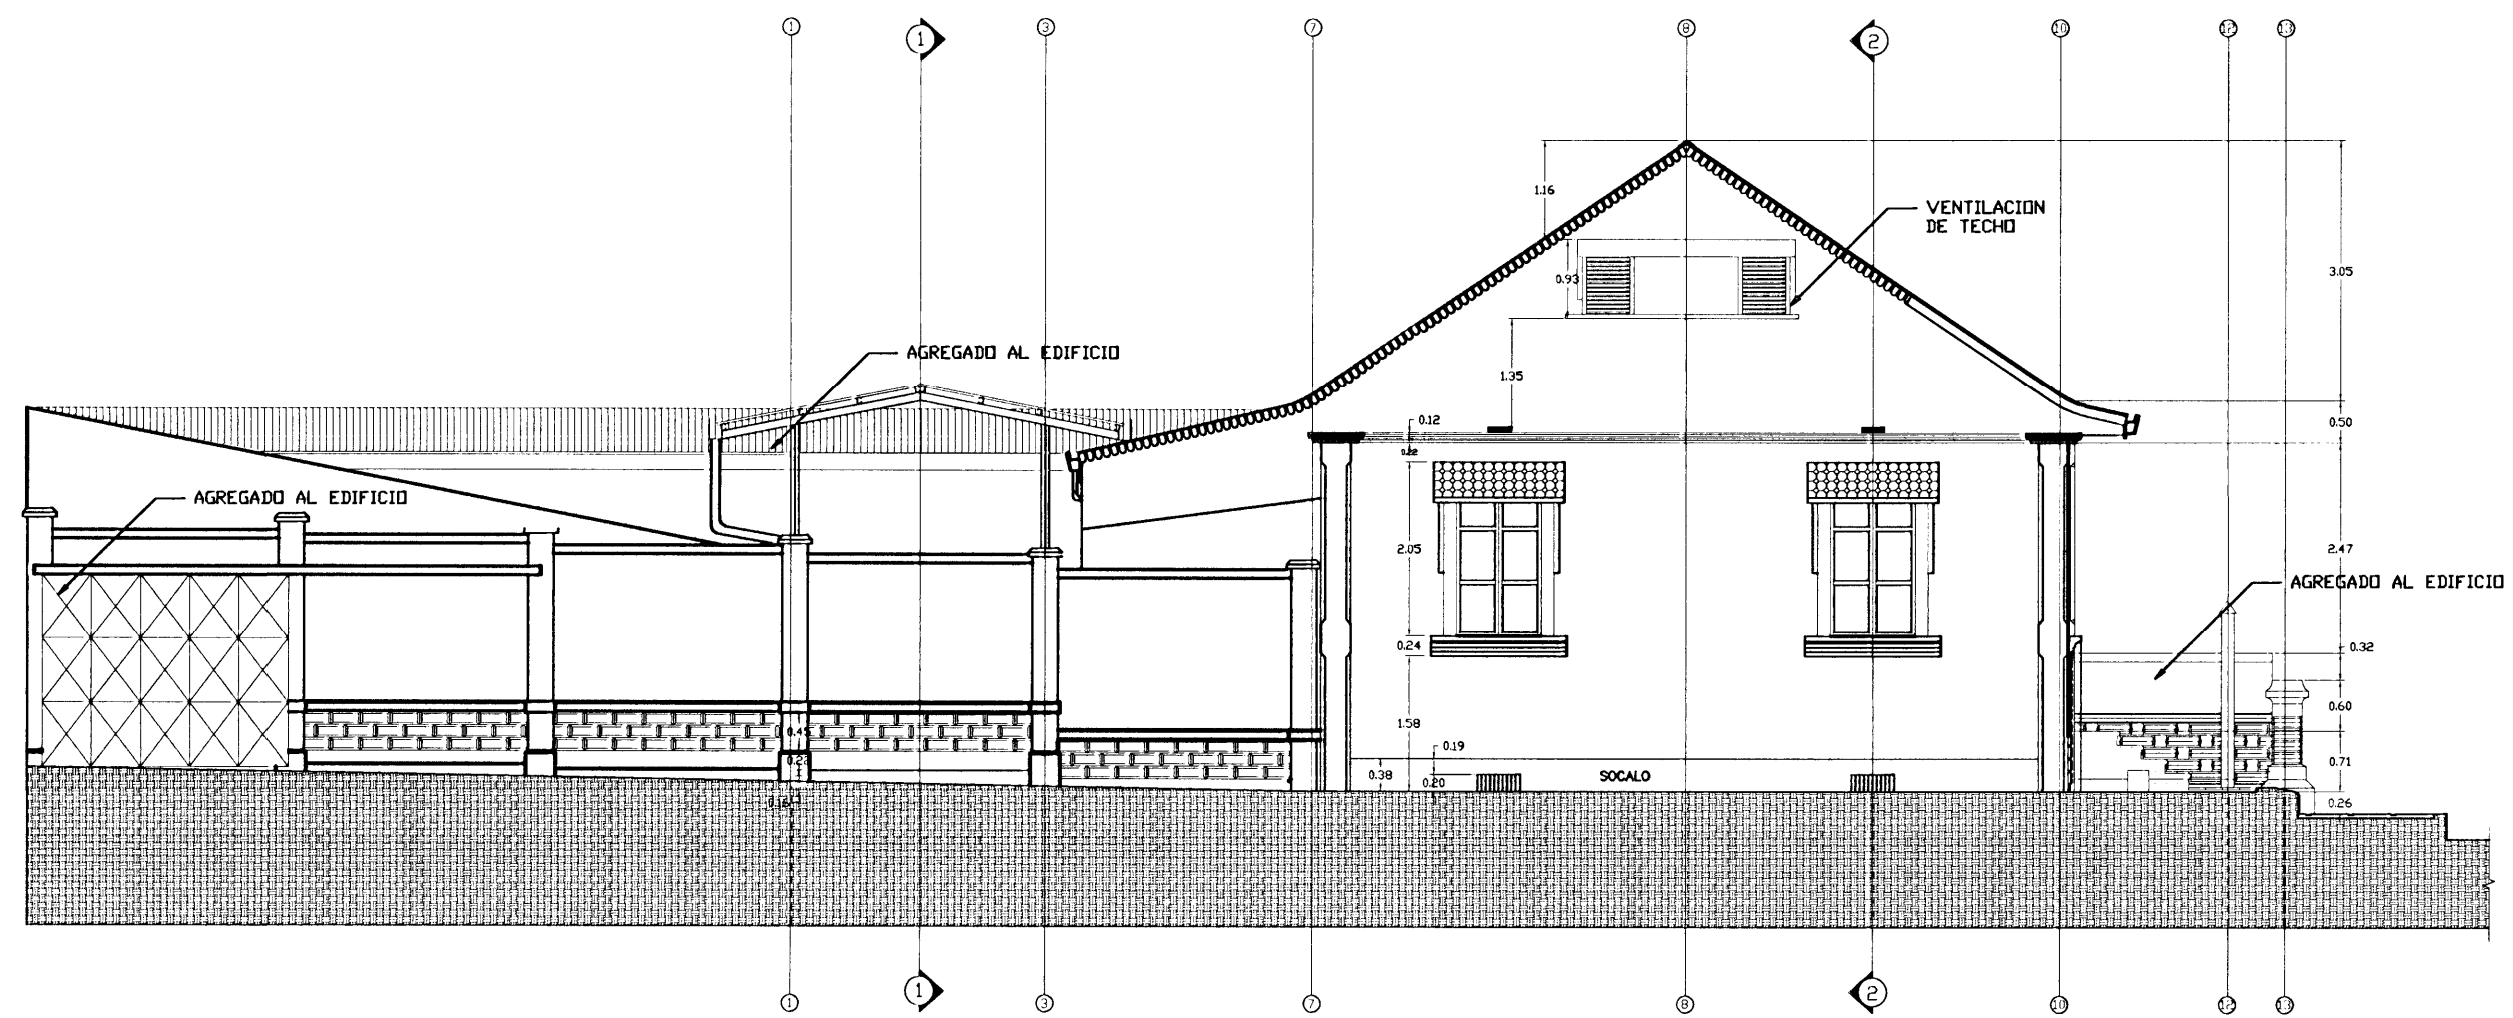 1 1 3 7 8 2 10 12 13
1.16
VENTILACION
DE TECHO
3.05
0.93
AGREGADO AL EDIFICIO
1.35
0.12
0.50
AGREGADO AL EDIFICIO
2.05
2.47
AGREGADO AL EDIFICIO
0.24
0.32
0.60
1.58
0.45
0.19
0.22
0.38
SOCALO
0.71
0.20
0.16
0.26
1 1 3 7 8 2 10 12 13